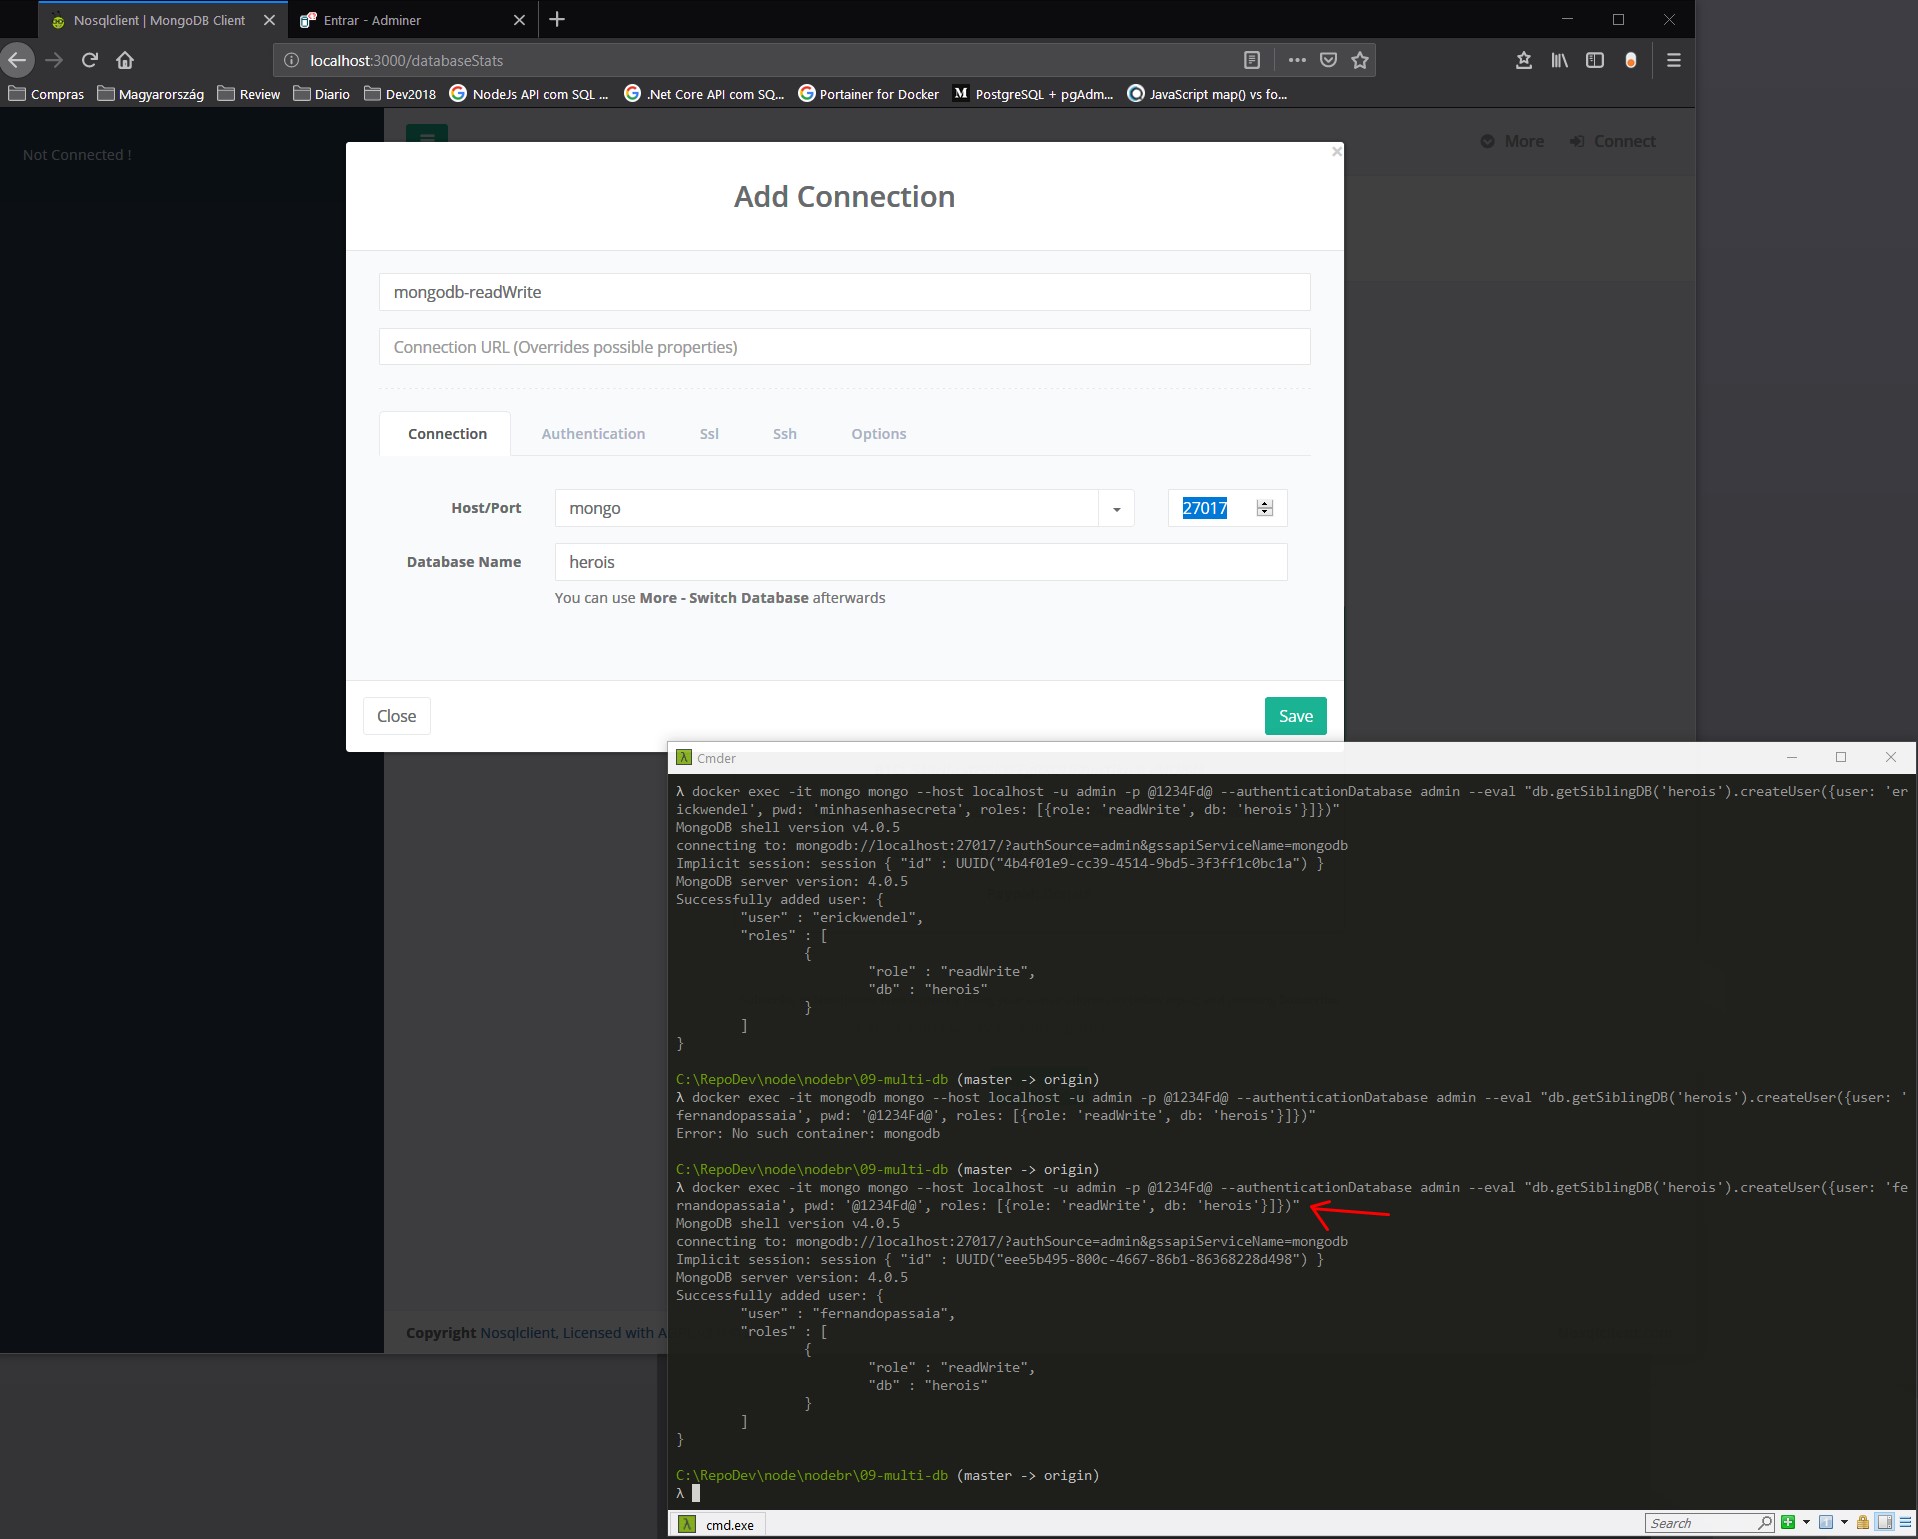 Nosqlclient | MongoDB Client
Entrar - Adminer
localhost:3000/databaseStats
Compras
Magyarország
Review
Diario
Dev2018
NodeJs API com SQL ...
.Net Core API com SQ...
Portainer for Docker
M PostgreSQL + pgAdm...
JavaScript map() vs fo...
Not Connected !
More
Connect
×
Add Connection
mongodb-readWrite
Connection URL (Overrides possible properties)
Connection
Authentication
Ssl
Ssh
Options
Host/Port
mongo
27017
Database Name
herois
You can use More - Switch Database afterwards
Close
Save
λ Cmder
λ docker exec -it mongo mongo --host localhost -u admin -p @1234Fd@ --authenticationDatabase admin --eval "db.getSiblingDB('herois').createUser({user: 'er
ickwendel', pwd: 'minhasenhasecreta', roles: [{role: 'readWrite', db: 'herois'}]})"
MongoDB shell version v4.0.5
connecting to: mongodb://localhost:27017/?authSource=admin&gssapiServiceName=mongodb
Implicit session: session { "id" : UUID("4b4f01e9-cc39-4514-9bd5-3f3ff1c0bc1a") }
MongoDB server version: 4.0.5
Successfully added user: {
"user" : "erickwendel",
"roles" : [
{
"role" : "readWrite",
"db" : "herois"
}
]
}
C:\RepoDev\node\nodebr\09-multi-db (master -> origin)
λ docker exec -it mongodb mongo --host localhost -u admin -p @1234Fd@ --authenticationDatabase admin --eval "db.getSiblingDB('herois').createUser({user: '
fernandopassaia', pwd: '@1234Fd@', roles: [{role: 'readWrite', db: 'herois'}]})"
Error: No such container: mongodb
C:\RepoDev\node\nodebr\09-multi-db (master -> origin)
λ docker exec -it mongo mongo --host localhost -u admin -p @1234Fd@ --authenticationDatabase admin --eval "db.getSiblingDB('herois').createUser({user: 'fe
rnandopassaia', pwd: '@1234Fd@', roles: [{role: 'readWrite', db: 'herois'}]})"
MongoDB shell version v4.0.5
connecting to: mongodb://localhost:27017/?authSource=admin&gssapiServiceName=mongodb
Implicit session: session { "id" : UUID("eee5b495-800c-4667-86b1-86368228d498") }
MongoDB server version: 4.0.5
Successfully added user: {
"user" : "fernandopassaia",
"roles" : [
{
"role" : "readWrite",
"db" : "herois"
}
]
}
C:\RepoDev\node\nodebr\09-multi-db (master -> origin)
λ
Copyright Nosqlclient, Licensed with A
λ cmd.exe
Search